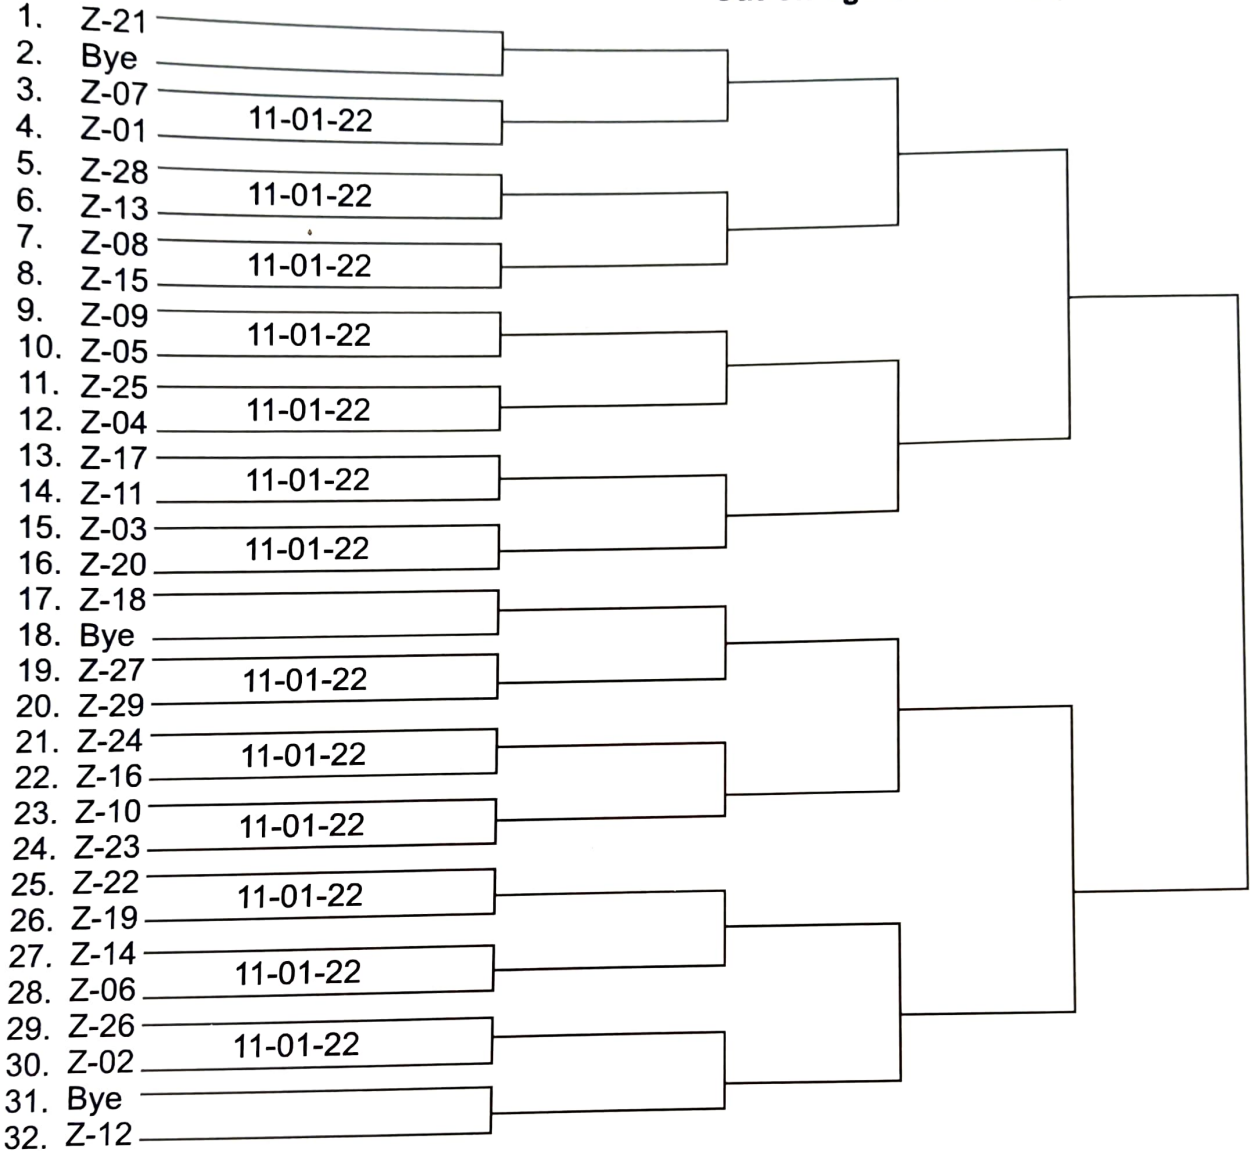 1. Z-21
2. Bye
3. Z-07
11-01-22
4. Z-01
5. Z-28
11-01-22
6. Z-13
7. Z-08
11-01-22
8. Z-15
9. Z-09
11-01-22
10. Z-05
11. Z-25
11-01-22
12. Z-04
13. Z-17
11-01-22
14. Z-11
15. Z-03
11-01-22
16. Z-20
17. Z-18
18. Bye
19. Z-27
11-01-22
20. Z-29
21. Z-24
11-01-22
22. Z-16
23. Z-10
11-01-22
24. Z-23
25. Z-22
11-01-22
26. Z-19
27. Z-14
11-01-22
28. Z-06
29. Z-26
11-01-22
30. Z-02
31. Bye
32. Z-12